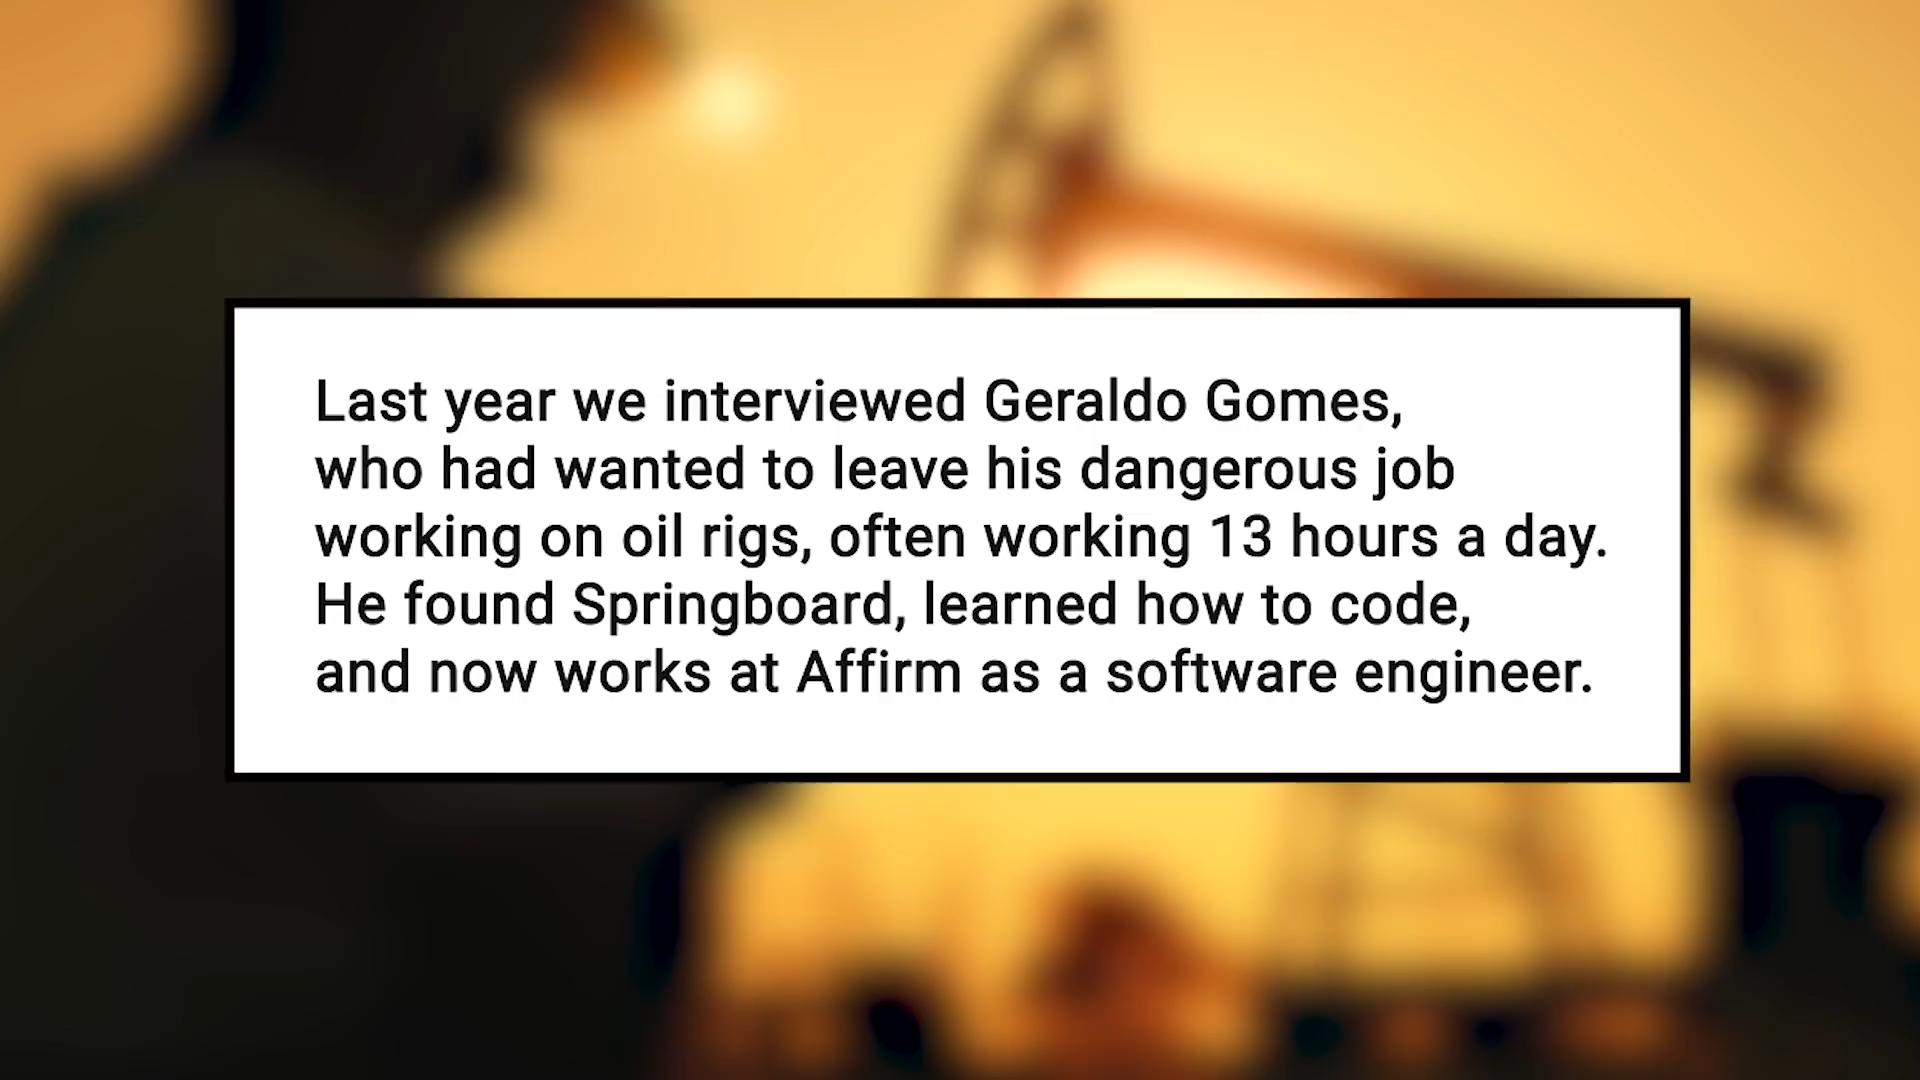 Last year we interviewed Geraldo Gomes,
who had wanted to leave his dangerous job
working on oil rigs, often working 13 hours a day.
He found Springboard, learned how to code,
and now works at Affirm as a software engineer.